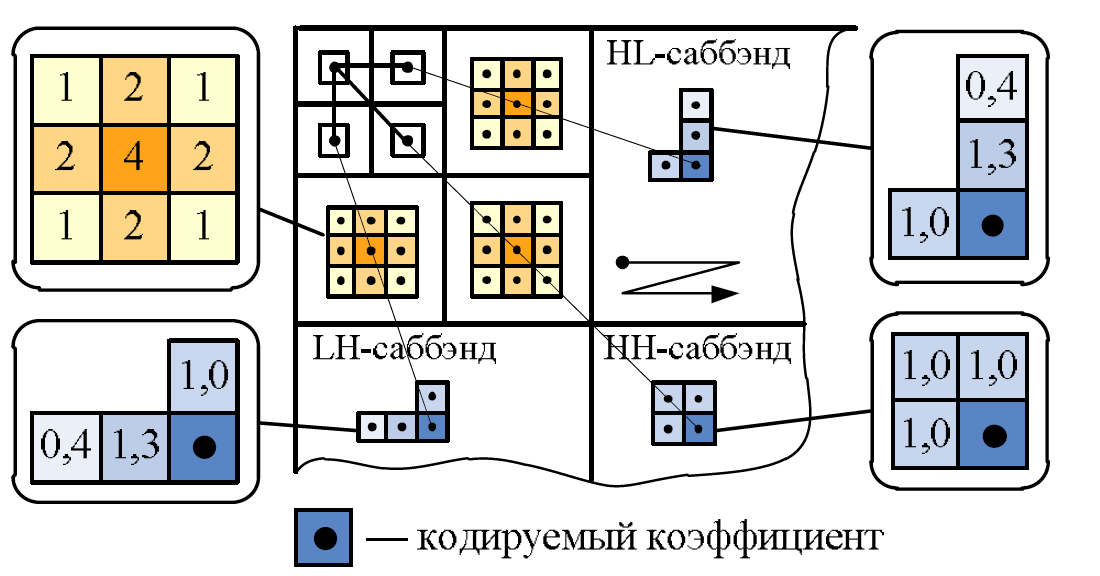 1 2 1
2 4 2
1 2 1
HL-саббэнд
0,4
1,3
1,0
LH-саббэнд
HH-саббэнд
1,0
0,4 1,3
1,0 1,0
1,0
— кодируемый коэффициент